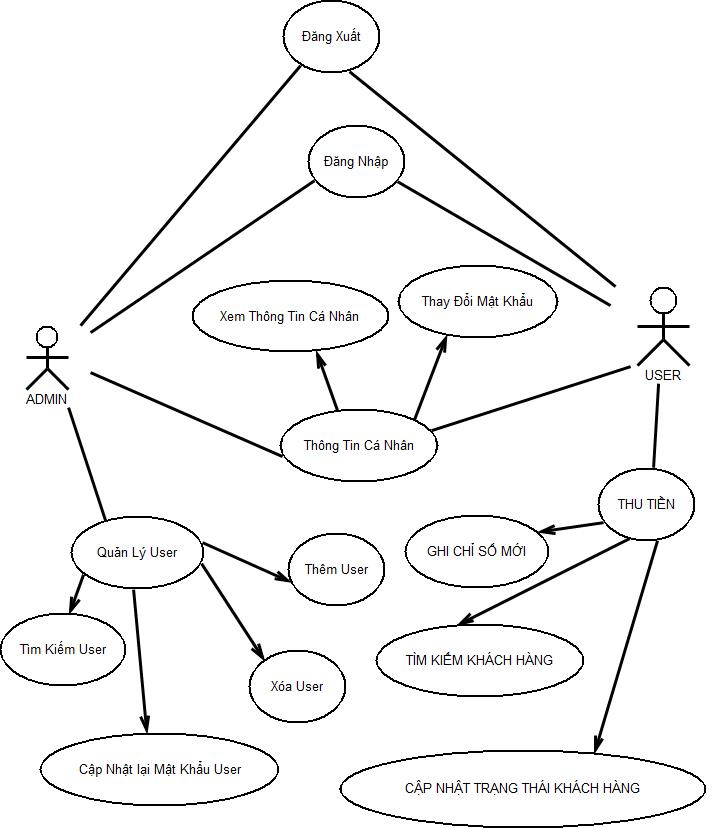 Đăng Xuất
Đăng Nhập
Xem Thông Tin Cá Nhân
Thay Đổi Mật Khẩu
USER
ADMIN
Thông Tin Cá Nhân
THU TIỀN
Quản Lý User
GHI CHỈ SỐ MỚI
Thêm User
Tìm Kiếm User
TÌM KIẾM KHÁCH HÀNG
Xóa User
Cập Nhật lại Mật Khẩu User
CẬP NHẬT TRẠNG THÁI KHÁCH HÀNG